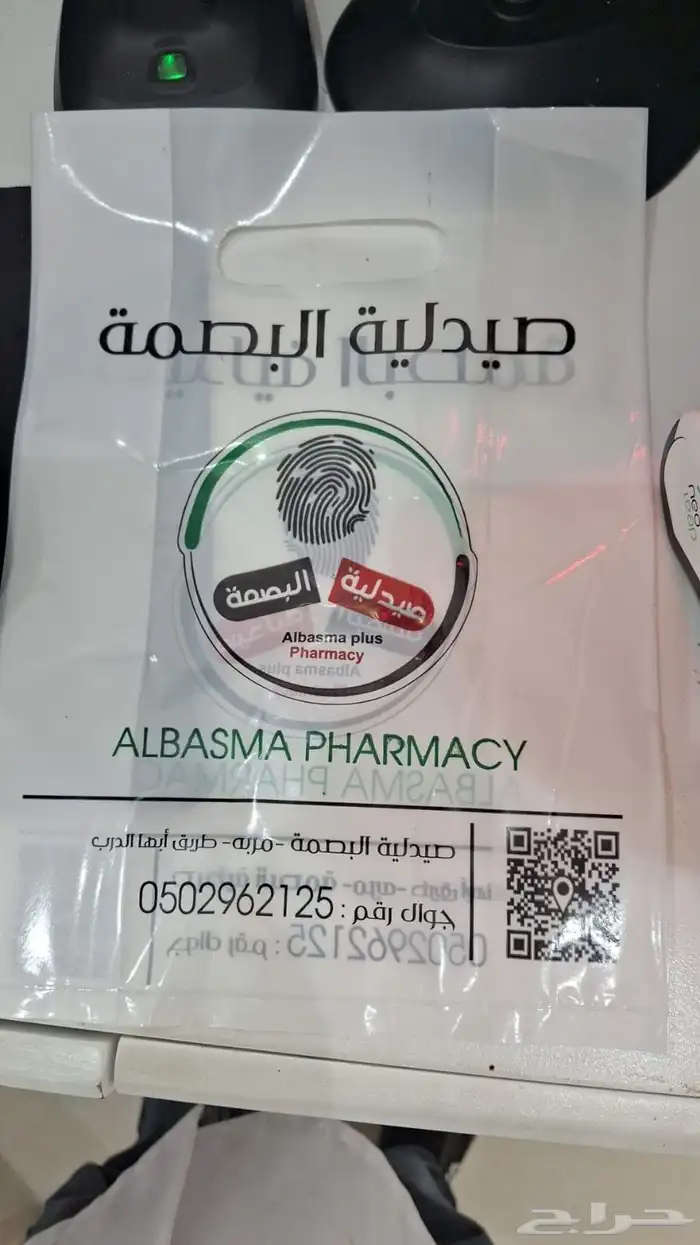 صيدلية البصمة
صيدلية
البصمة
Albasma plus
Pharmacy
ALBASMA PHARMACY
صيدلية البصمة -مربه- طريق أبها الدرب
جوال رقم : 0502962125
حراج